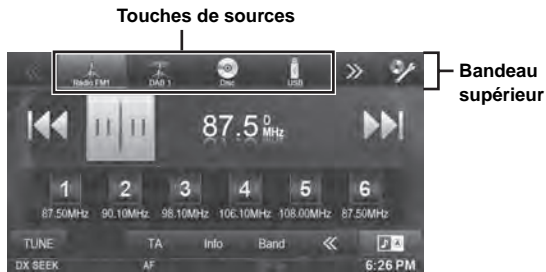 Touches de sources
Radio FM1 DAB 1 Disc USB
Bandeau supérieur
87.5 MHz
1 2 3 4 5 6
87.50MHz 90.10MHz 98.10MHz 106.10MHz 108.00MHz 87.50MHz
TUNE TA Info Band
DX SEEK AF 6:26 PM